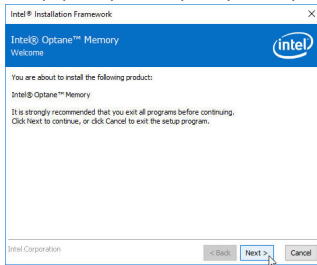 Intel® Installation Framework
Intel® Optane™ Memory
Welcome
intel
You are about to install the following product:
Intel® Optane™ Memory
It is strongly recommended that you exit all programs before continuing.
Click Next to continue, or click Cancel to exit the setup program.
Intel Corporation
< Back Next > Cancel